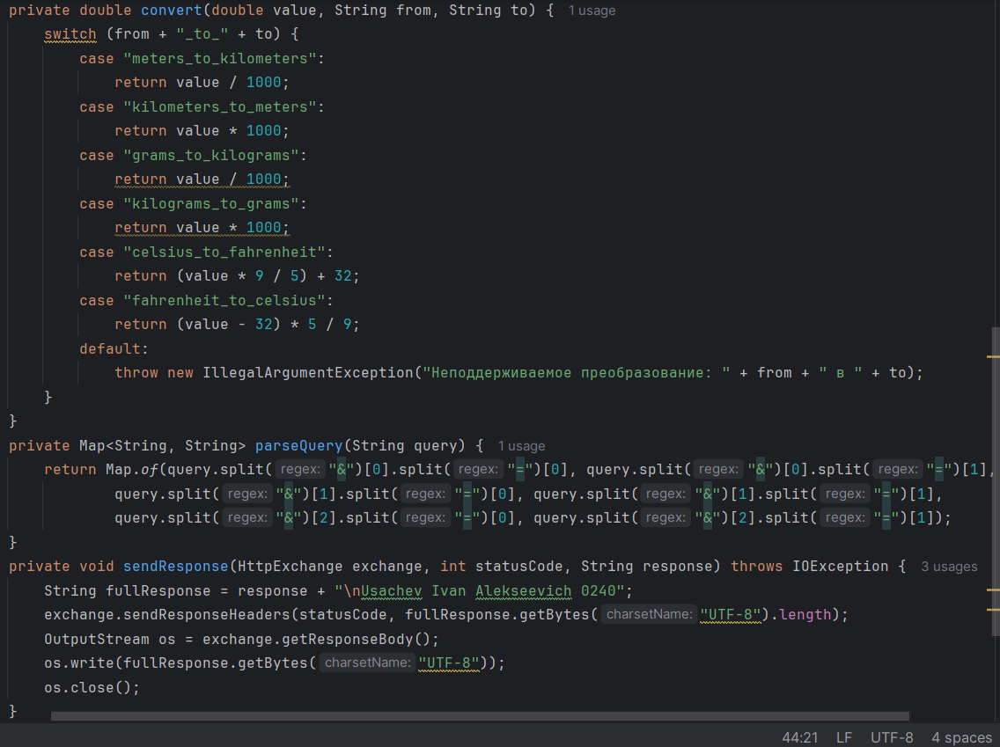 private double convert(double value, String from, String to) {  1 usage
    switch (from + "_to_" + to) {
        case "meters_to_kilometers":
            return value / 1000;
        case "kilometers_to_meters":
            return value * 1000;
        case "grams_to_kilograms":
            return value / 1000;
        case "kilograms_to_grams":
            return value * 1000;
        case "celsius_to_fahrenheit":
            return (value * 9 / 5) + 32;
        case "fahrenheit_to_celsius":
            return (value - 32) * 5 / 9;
        default:
            throw new IllegalArgumentException("Неподдерживаемое преобразование: " + from + " в " + to);
    }
}
private Map<String, String> parseQuery(String query) {  1 usage
    return Map.of(query.split( regex: "&")[0].split( regex: "=")[0], query.split( regex: "&")[0].split( regex: "=")[1],
            query.split( regex: "&")[1].split( regex: "=")[0], query.split( regex: "&")[1].split( regex: "=")[1],
            query.split( regex: "&")[2].split( regex: "=")[0], query.split( regex: "&")[2].split( regex: "=")[1]);
}
private void sendResponse(HttpExchange exchange, int statusCode, String response) throws IOException {  3 usages
    String fullResponse = response + "\nUsachev Ivan Alekseevich 0240";
    exchange.sendResponseHeaders(statusCode, fullResponse.getBytes( charsetName: "UTF-8").length);
    OutputStream os = exchange.getResponseBody();
    os.write(fullResponse.getBytes( charsetName: "UTF-8"));
    os.close();
}
44:21  LF  UTF-8  4 spaces